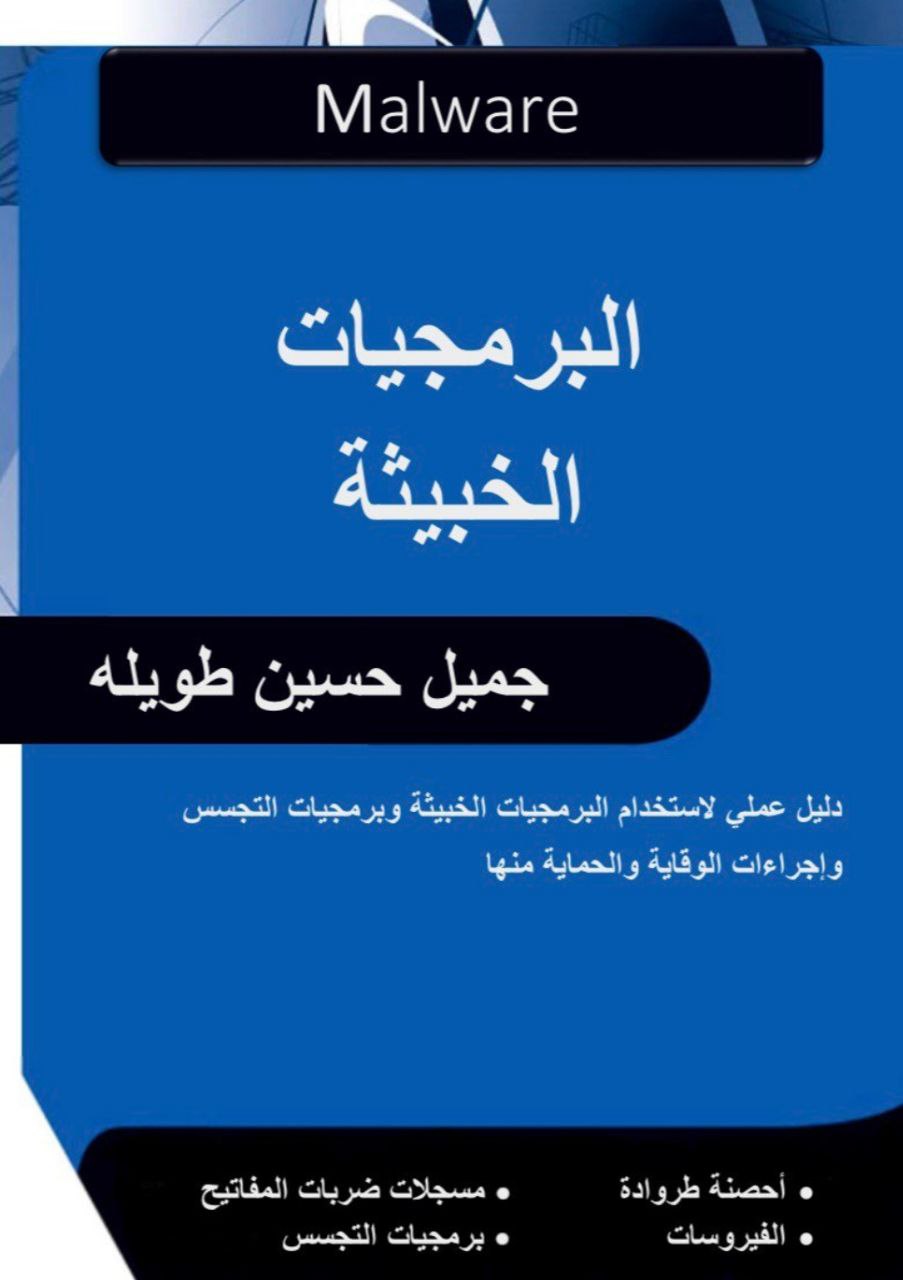 Malware
البرمجيات
الخبيثة
جميل حسين طويله
دليل عملي لاستخدام البرمجيات الخبيثة وبرمجيات التجسس
وإجراءات الوقاية والحماية منها
• أحصنة طروادة
• الفيروسات
• مسجلات ضربات المفاتيح
• برمجيات التجسس